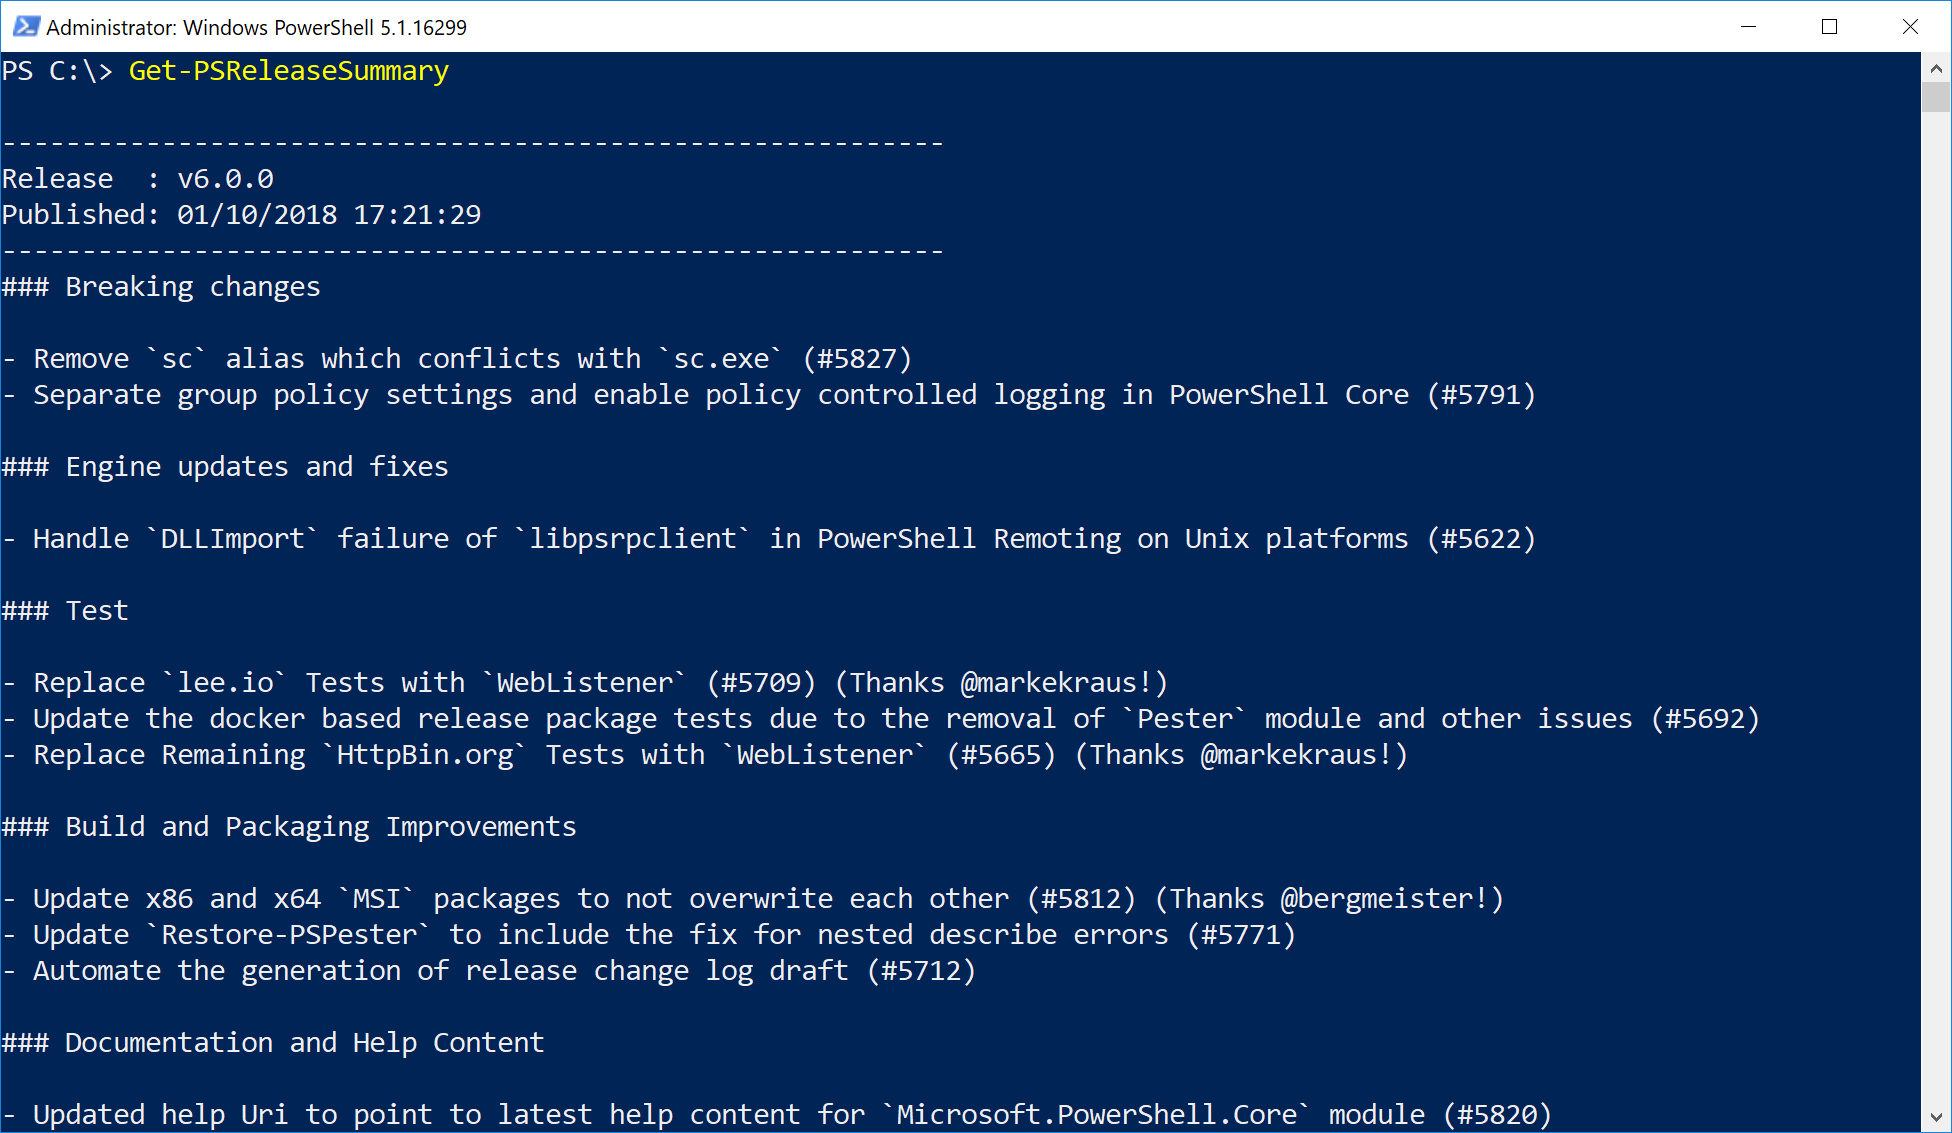 Administrator: Windows PowerShell 5.1.16299
PS C:\> Get-PSReleaseSummary
-----------------------------------------------------------
Release  : v6.0.0
Published: 01/10/2018 17:21:29
-----------------------------------------------------------
### Breaking changes
- Remove `sc` alias which conflicts with `sc.exe` (#5827)
- Separate group policy settings and enable policy controlled logging in PowerShell Core (#5791)
### Engine updates and fixes
- Handle `DLLImport` failure of `libpsrpclient` in PowerShell Remoting on Unix platforms (#5622)
### Test
- Replace `lee.io` Tests with `WebListener` (#5709) (Thanks @markekraus!)
- Update the docker based release package tests due to the removal of `Pester` module and other issues (#5692)
- Replace Remaining `HttpBin.org` Tests with `WebListener` (#5665) (Thanks @markekraus!)
### Build and Packaging Improvements
- Update x86 and x64 `MSI` packages to not overwrite each other (#5812) (Thanks @bergmeister!)
- Update `Restore-PSPester` to include the fix for nested describe errors (#5771)
- Automate the generation of release change log draft (#5712)
### Documentation and Help Content
- Updated help Uri to point to latest help content for `Microsoft.PowerShell.Core` module (#5820)